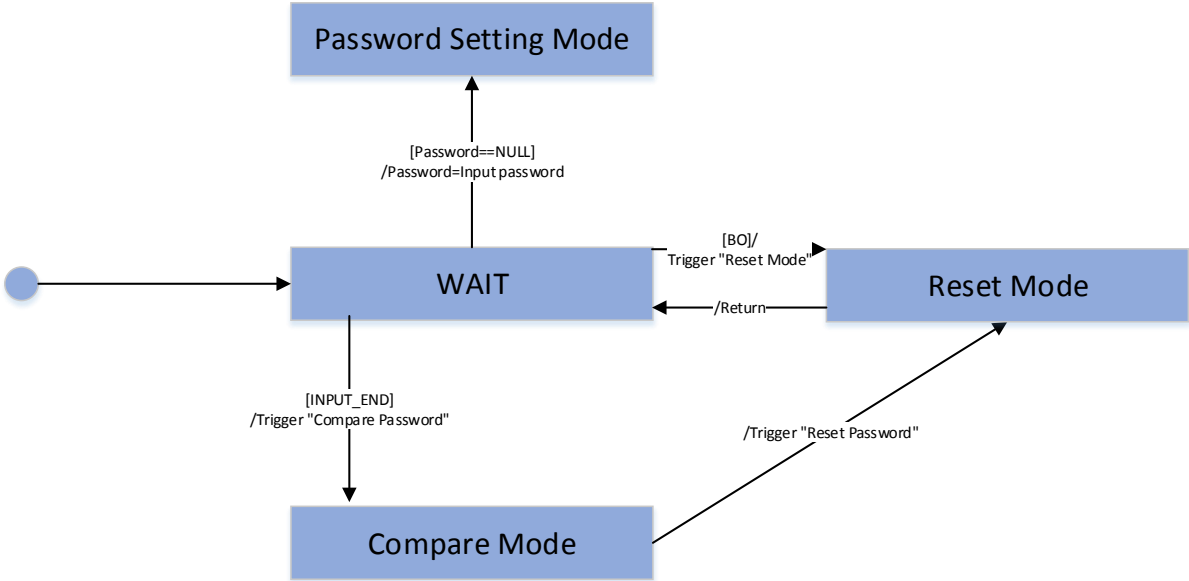 Password Setting Mode
[Password==NULL]
/Password=Input password
[BO]/
Trigger "Reset Mode"
WAIT
Reset Mode
/Return
[INPUT_END]
/Trigger "Compare Password"
/Trigger "Reset Password"
Compare Mode